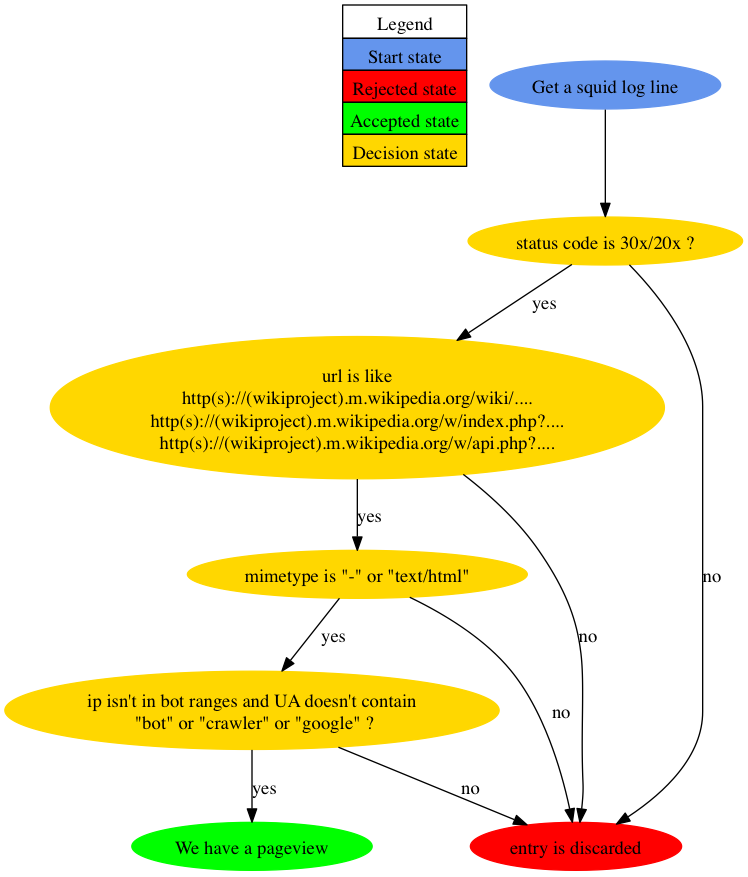 Legend
Start state
Rejected state
Accepted state
Decision state
Get a squid log line
status code is 30x/20x ?
yes
url is like
http(s)://(wikiproject).m.wikipedia.org/wiki/....
http(s)://(wikiproject).m.wikipedia.org/w/index.php?....
http(s)://(wikiproject).m.wikipedia.org/w/api.php?....
yes
mimetype is "-" or "text/html"
no
yes
no
ip isn't in bot ranges and UA doesn't contain
"bot" or "crawler" or "google" ?
no
yes
no
We have a pageview
entry is discarded